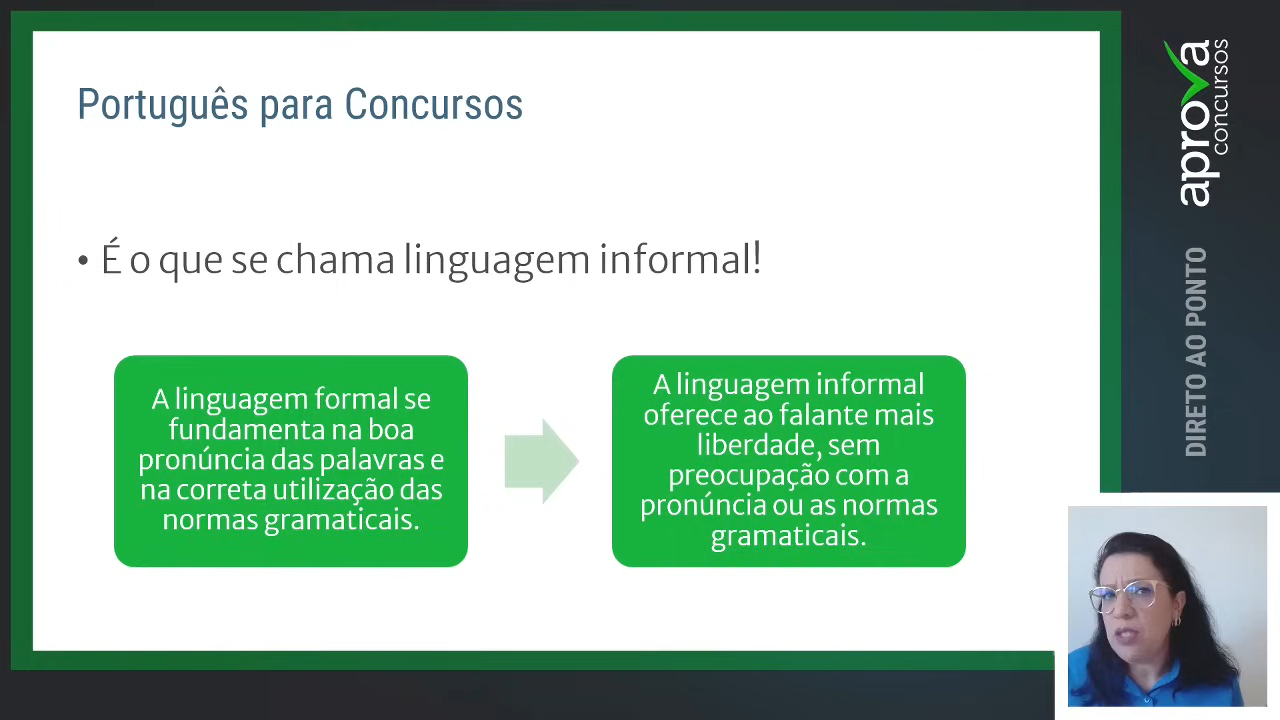 Português para Concursos
• É o que se chama linguagem informal!
A linguagem formal se
fundamenta na boa
pronúncia das palavras e
na correta utilização das
normas gramaticais.
A linguagem informal
oferece ao falante mais
liberdade, sem
preocupação com a
pronúncia ou as normas
gramaticais.
aprova
concursos
DIRETO AO PONTO